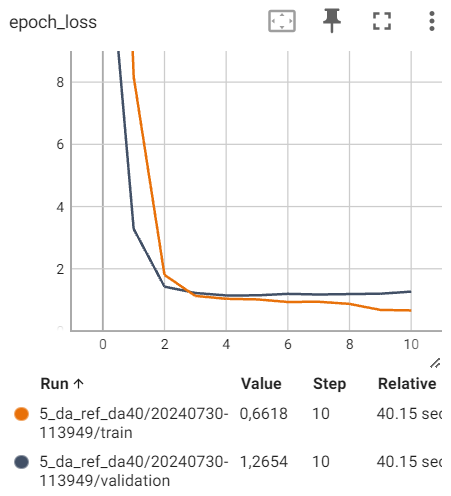 epoch_loss
8
6
4
2
0 2 4 6 8 10
Run Value Step Relative
5_da_ref_da40/20240730-113949/train 0,6618 10 40.15 sec
5_da_ref_da40/20240730-113949/validation 1,2654 10 40.15 sec